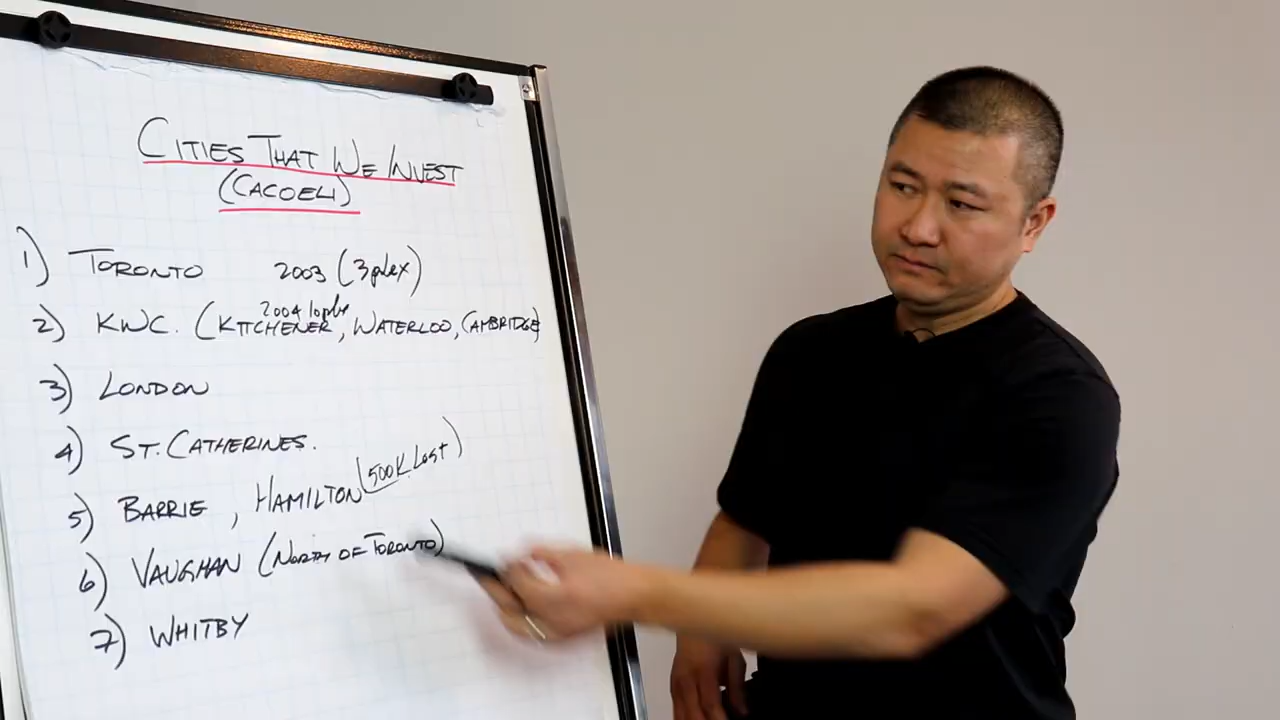 CITIES THAT WE INVEST
(CACOELI)
1) TORONTO 2003 (3plex)
2004 10plx
2) KWC. (KITCHENER, WATERLOO, CAMBRIDGE)
3) LONDON
4) ST. CATHERINES.
5) BARRIE, HAMILTON (500K Lost)
6) VAUGHAN (NORTH OF TORONTO)
7) WHITBY